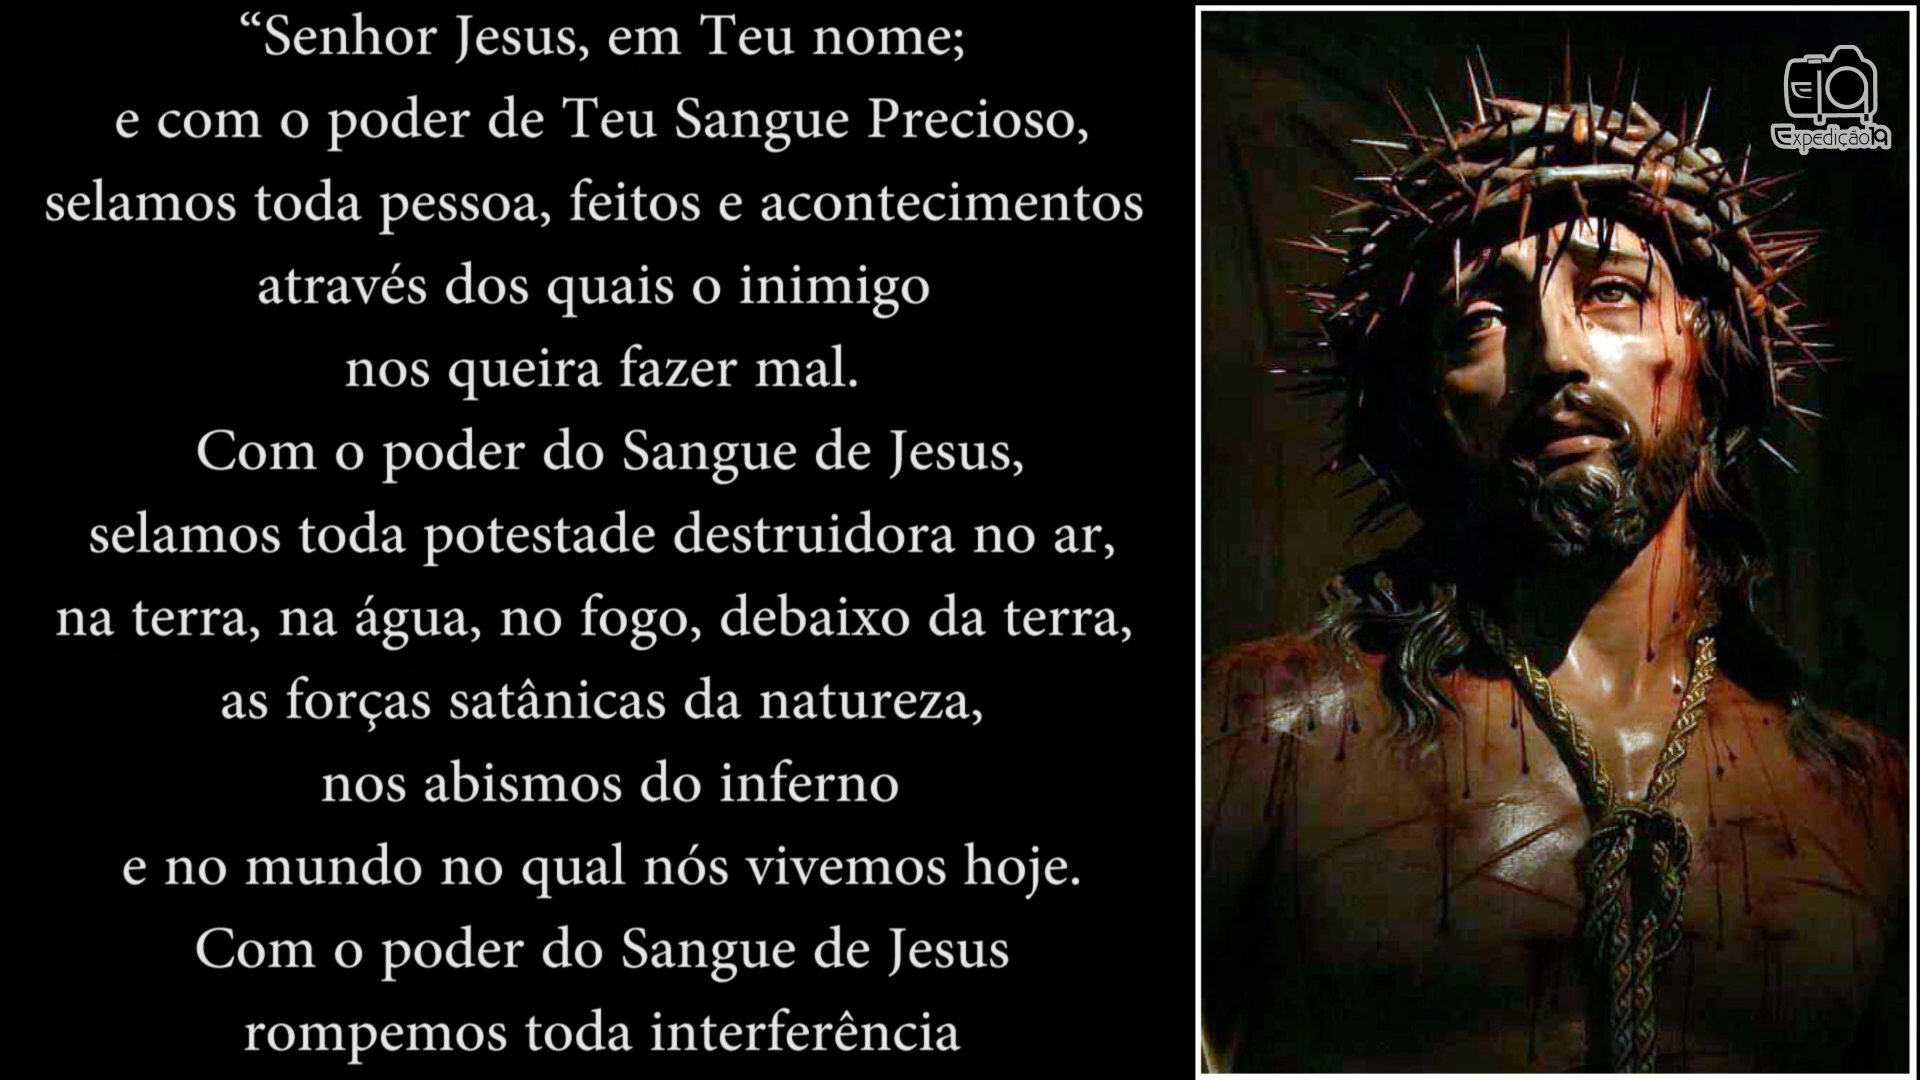 “Senhor Jesus, em Teu nome;
e com o poder de Teu Sangue Precioso,
selamos toda pessoa, feitos e acontecimentos
através dos quais o inimigo
nos queira fazer mal.
Com o poder do Sangue de Jesus,
selamos toda potestade destruidora no ar,
na terra, na água, no fogo, debaixo da terra,
as forças satânicas da natureza,
nos abismos do inferno
e no mundo no qual nós vivemos hoje.
Com o poder do Sangue de Jesus
rompemos toda interferência
E19
Expedição19